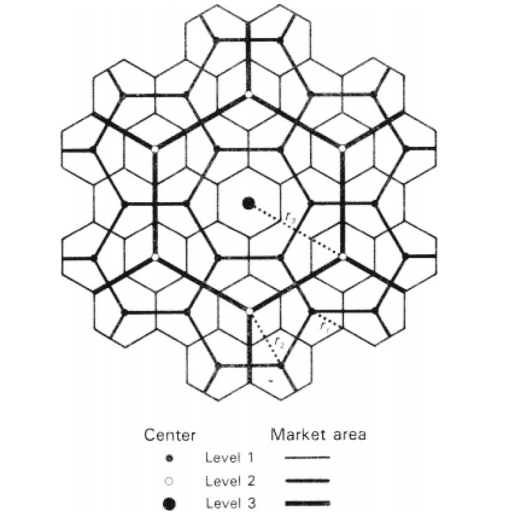 r3
r1
r2
Center Market area
Level 1
Level 2
Level 3